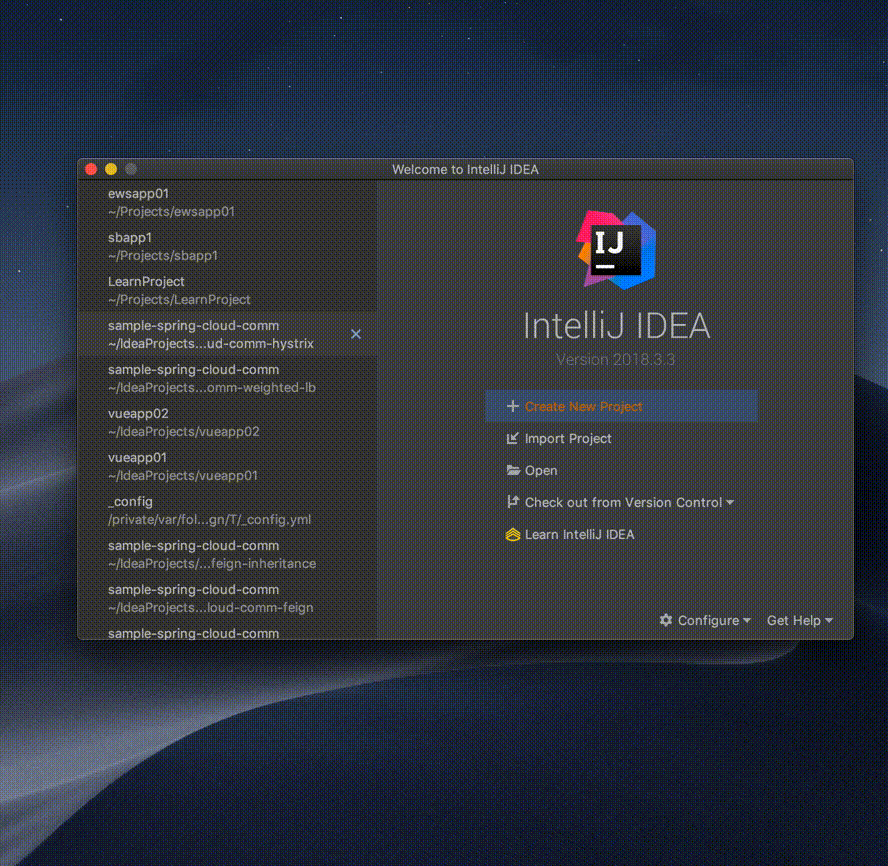 Welcome to IntelliJ IDEA
ewsapp01
~/Projects/ewsapp01
sbapp1
~/Projects/sbapp1
LearnProject
~/Projects/LearnProject
sample-spring-cloud-comm
~/IdeaProjects...ud-comm-hystrix
sample-spring-cloud-comm
~/IdeaProjects...omm-weighted-lb
vueapp02
~/IdeaProjects/vueapp02
vueapp01
~/IdeaProjects/vueapp01
_config
/private/var/fol...gn/T/_config.yml
sample-spring-cloud-comm
~/IdeaProjects/...feign-inheritance
sample-spring-cloud-comm
~/IdeaProjects...loud-comm-feign
sample-spring-cloud-comm
IJ
IntelliJ IDEA
Version 2018.3.3
Create New Project
Import Project
Open
Check out from Version Control
Learn IntelliJ IDEA
Configure
Get Help